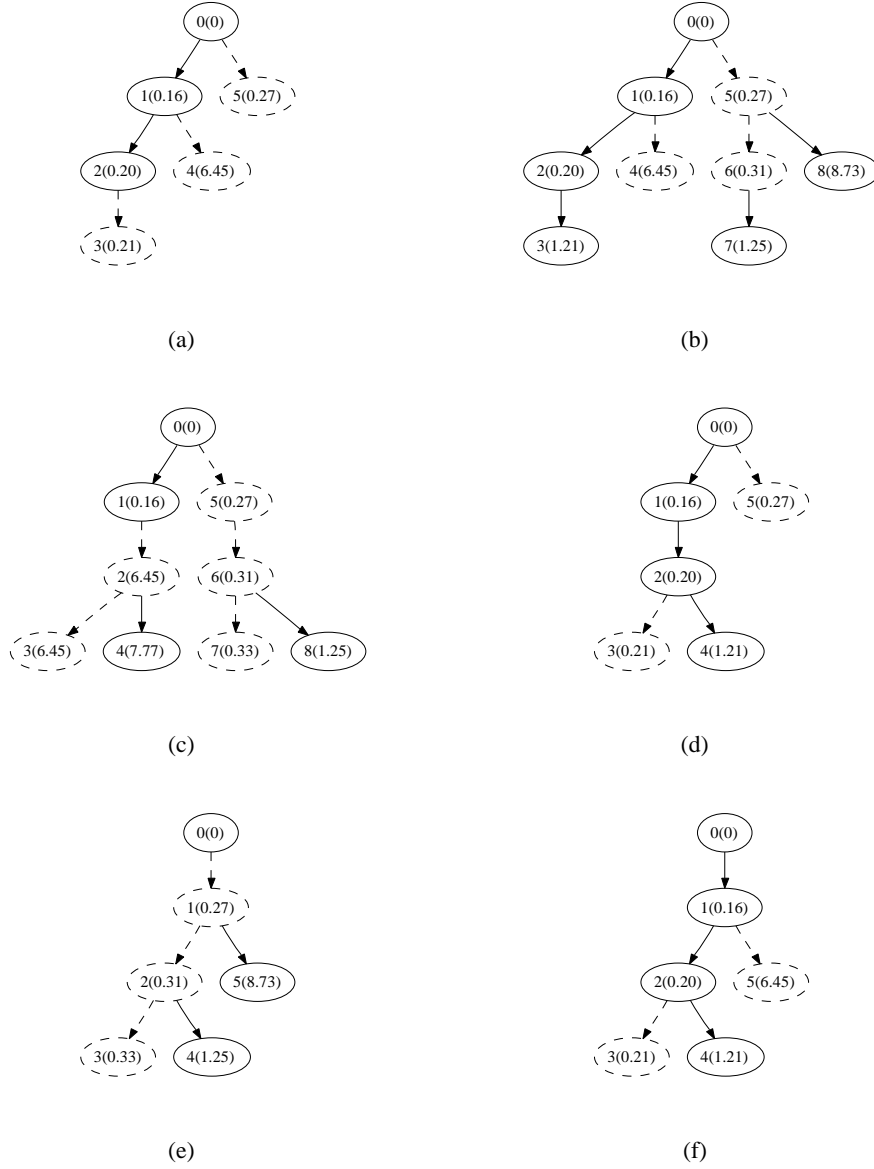 0(0) 0(0)
1(0.16) 5(0.27) 1(0.16) 5(0.27)
2(0.20) 4(6.45) 2(0.20) 4(6.45) 6(0.31) 8(8.73)
3(0.21) 3(1.21) 7(1.25)
(a) (b)
0(0) 0(0)
1(0.16) 5(0.27) 1(0.16) 5(0.27)
2(6.45) 6(0.31) 2(0.20)
3(6.45) 4(7.77) 7(0.33) 8(1.25) 3(0.21) 4(1.21)
(c) (d)
0(0) 0(0)
1(0.27) 1(0.16)
2(0.31) 5(8.73) 2(0.20) 5(6.45)
3(0.33) 4(1.25) 3(0.21) 4(1.21)
(e) (f)